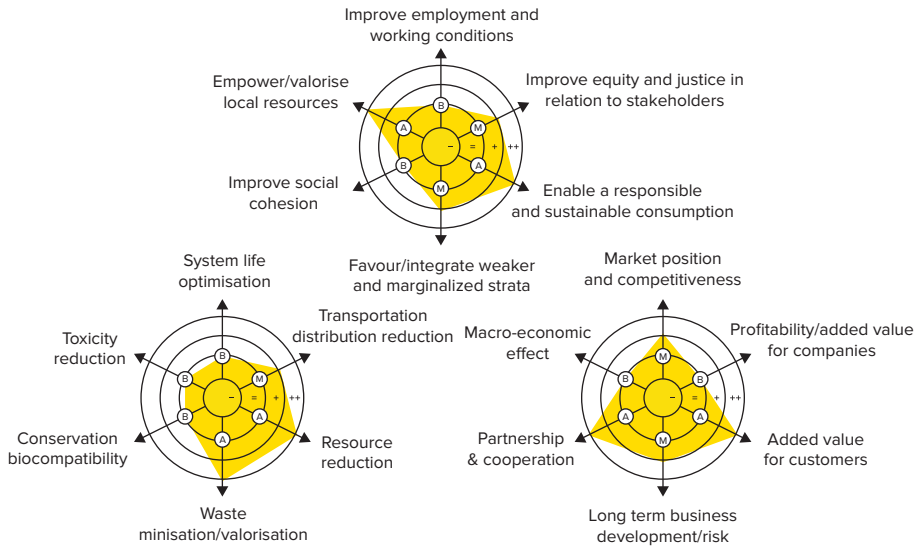 Improve employment and
working conditions
Empower/valorise
local resources
Improve equity and justice in
relation to stakeholders
B
A
M
- = + ++
B
A
M
Improve social
cohesion
Enable a responsible
and sustainable consumption
Favour/integrate weaker
and marginalized strata
System life
optimisation
Toxicity
reduction
Transportation
distribution reduction
B
B
M
- = + ++
B
A
A
Conservation
biocompatibility
Resource
reduction
Waste
minisation/valorisation
Market position
and competitiveness
Macro-economic
effect
Profitability/added value
for companies
M
B
B
- = + ++
A
A
M
Partnership
& cooperation
Added value
for customers
Long term business
development/risk